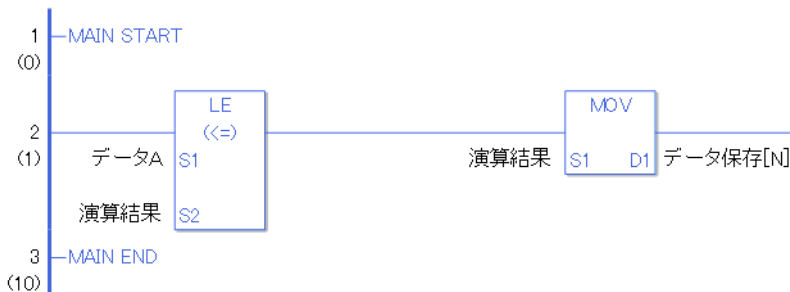 1 MAIN START
(0)
LE MOV
2 (<=)
(1) データA S1 演算結果 S1 D1 データ保存[N]
演算結果 S2
3 MAIN END
(10)